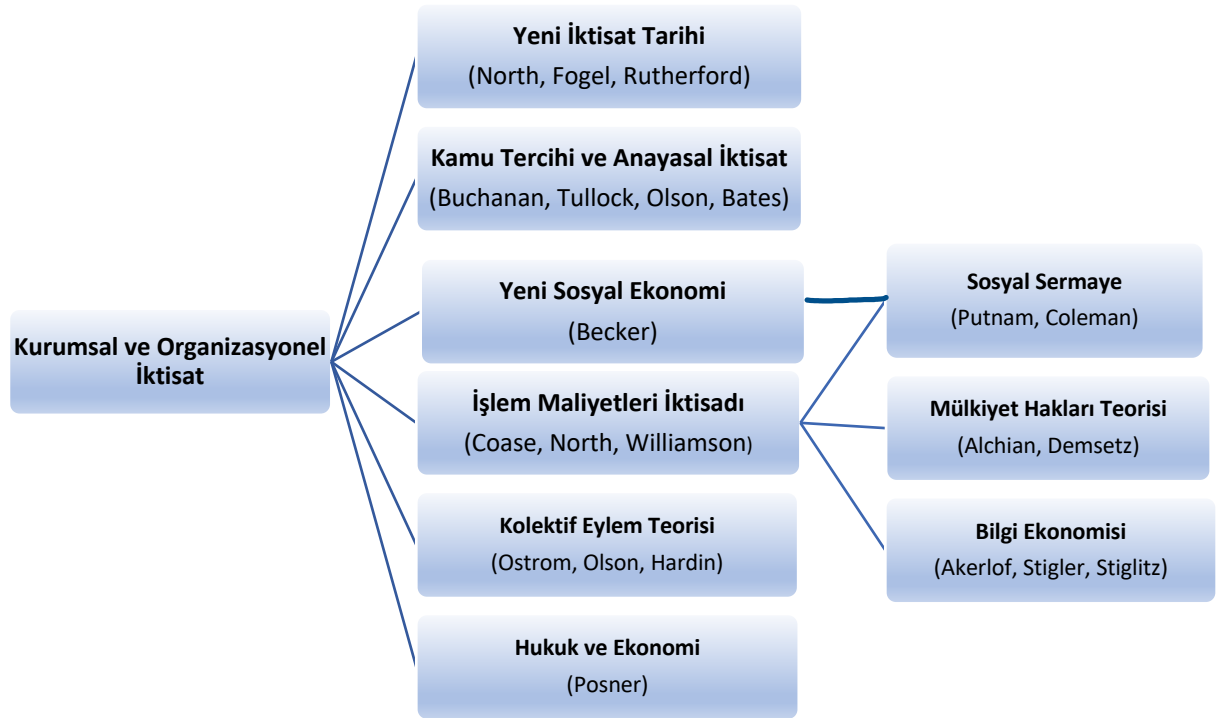 Kurumsal ve Organizasyonel
İktisat
Yeni İktisat Tarihi
(North, Fogel, Rutherford)
Kamu Tercihi ve Anayasal İktisat
(Buchanan, Tullock, Olson, Bates)
Yeni Sosyal Ekonomi
(Becker)
İşlem Maliyetleri İktisadı
(Coase, North, Williamson)
Kolektif Eylem Teorisi
(Ostrom, Olson, Hardin)
Hukuk ve Ekonomi
(Posner)
Sosyal Sermaye
(Putnam, Coleman)
Mülkiyet Hakları Teorisi
(Alchian, Demsetz)
Bilgi Ekonomisi
(Akerlof, Stigler, Stiglitz)